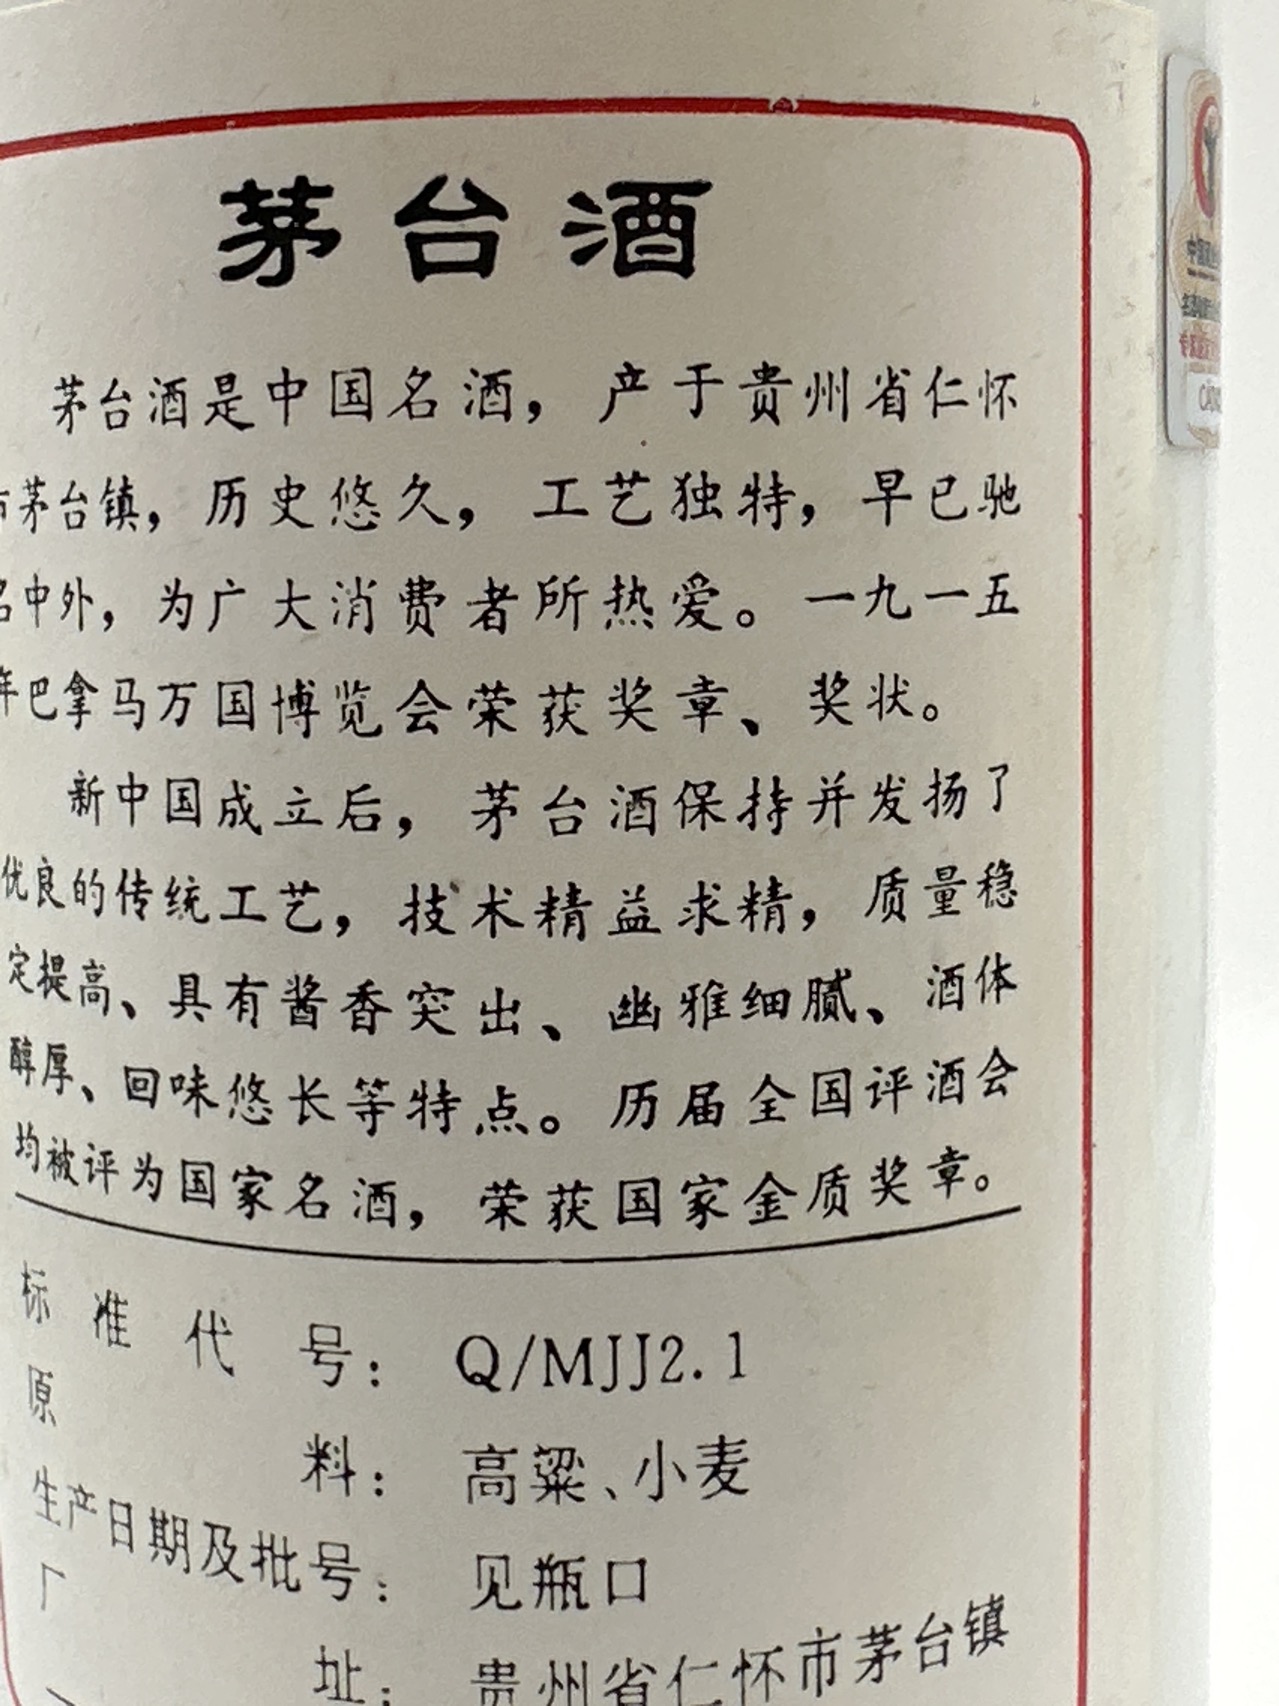 茅台酒
茅台酒是中国名酒，产于贵州省仁怀
市茅台镇，历史悠久，工艺独特，早已驰
名中外，为广大消费者所热爱。一九一五
年巴拿马万国博览会荣获奖章、奖状。
新中国成立后，茅台酒保持并发扬了
优良的传统工艺，技术精益求精，质量稳
定提高、具有酱香突出、幽雅细腻、酒体
醇厚、回味悠长等特点。历届全国评酒会
均被评为国家名酒，荣获国家金质奖章。
标准代号：Q/MJJ2.1
原料：高粱、小麦
生产日期及批号：见瓶口
厂址：贵州省仁怀市茅台镇